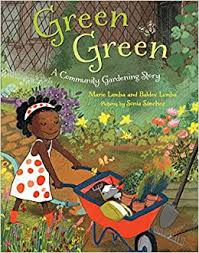 Green
Green
A Community Gardening Story
Marie Lamba and Baldev Lamba
Pictures by Sonia Sánchez